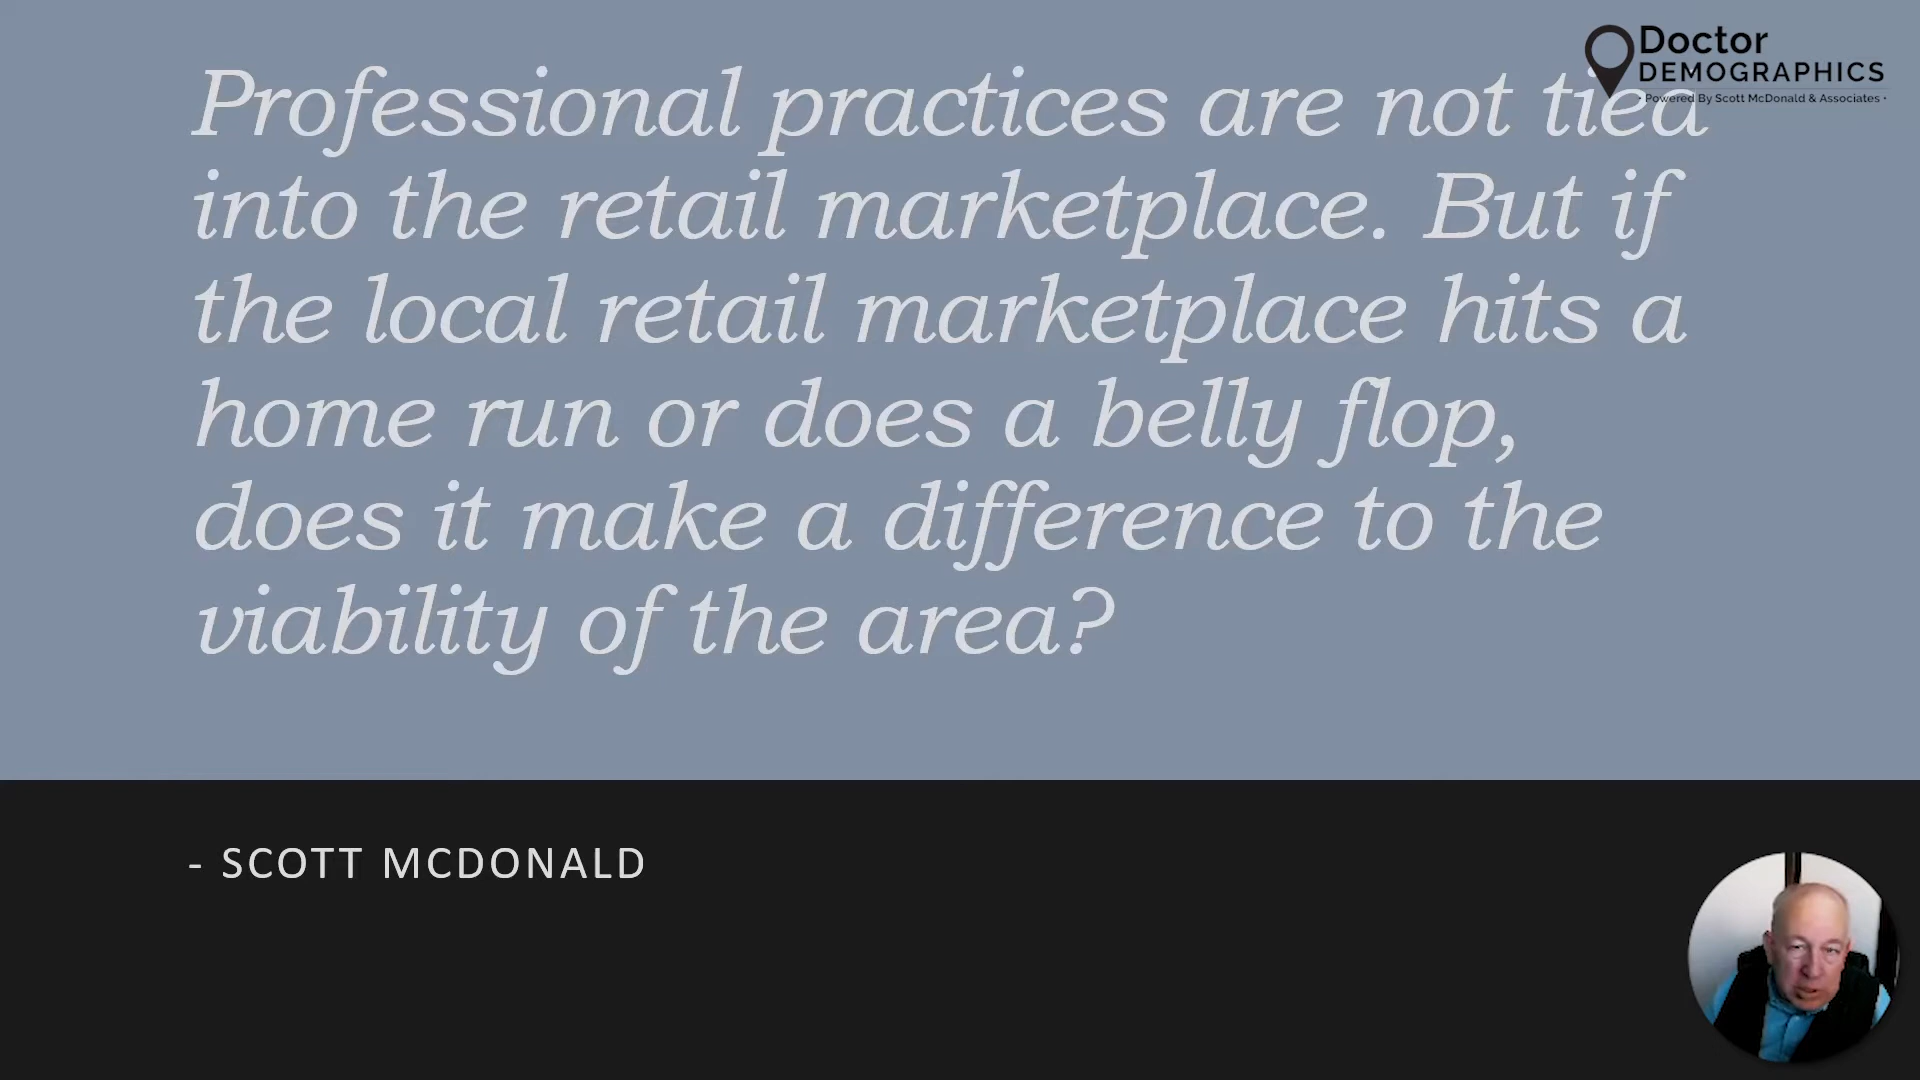 Doctor
DEMOGRAPHICS
· Powered By Scott McDonald & Associates ·
Professional practices are not tied
into the retail marketplace. But if
the local retail marketplace hits a
home run or does a belly flop,
does it make a difference to the
viability of the area?
- SCOTT MCDONALD